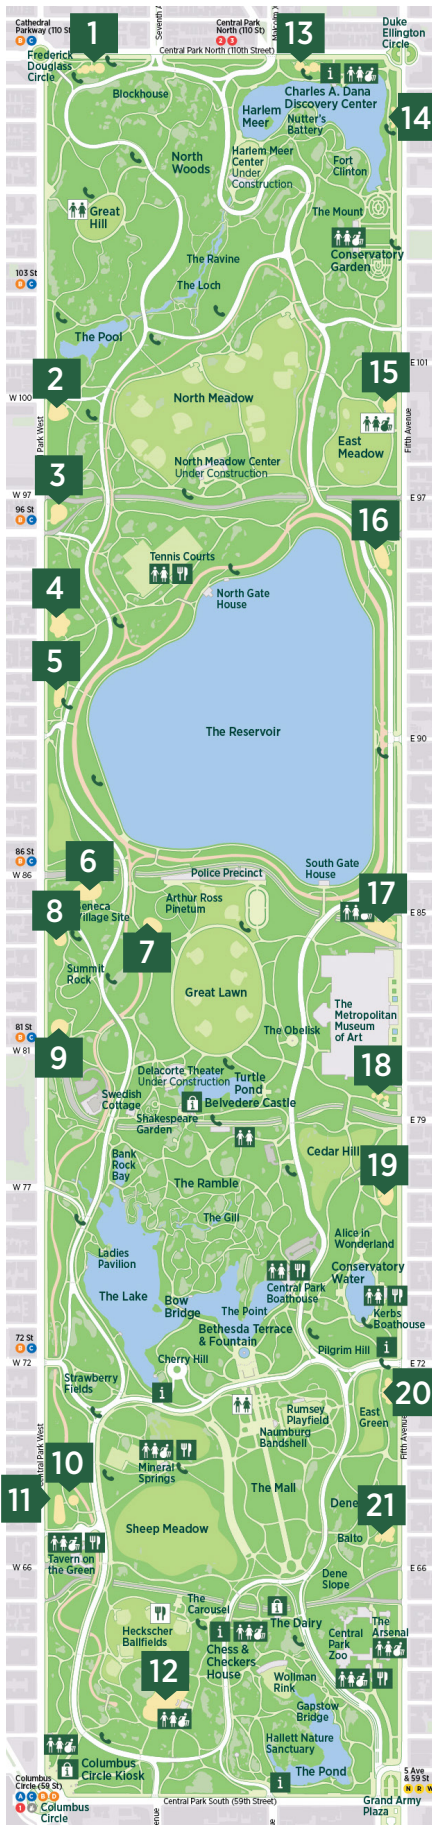 Cathedral
Parkway (110 St
B C
Seventh A
Central Park
North (110 St)
2 3
Malcolm X
Duke
Ellington
Circle
1
13
Central Park North (110th Street)
Frederick
Douglass
Circle
Blockhouse
Charles A. Dana
Discovery Center
Harlem
Meer
Nutter's
Battery
14
North
Woods
Harlem Meer
Center
Under
Construction
Fort
Clinton
Great
Hill
The Mount
Conservatory
Garden
The Ravine
103 St
B C
The Loch
The Pool
E 101
2
15
W 100
North Meadow
Park West
Fifth Avenue
East
Meadow
3
North Meadow Center
Under Construction
W 97
E 97
96 St
B C
16
Tennis Courts
North Gate
House
4
5
The Reservoir
E 90
86 St
B C
W 86
6
Police Precinct
South Gate
House
Seneca
Village Site
Arthur Ross
Pinetum
17
E 85
8
7
Summit
Rock
Great Lawn
The
Metropolitan
Museum
of Art
81 St
B C
W 81
9
The Obelisk
18
Delacorte Theater
Under Construction
Turtle
Pond
Swedish
Cottage
Belvedere Castle
Shakespeare
Garden
E 79
Bank
Rock
Bay
Cedar Hill
19
W 77
The Ramble
The Gill
Alice in
Wonderland
Ladies
Pavilion
Conservatory
Water
The Lake
Bow
Bridge
Central Park
Boathouse
The Point
Kerbs
Boathouse
72 St
B C
W 72
Bethesda Terrace
& Fountain
Pilgrim Hill
Cherry Hill
E 72
Strawberry
Fields
20
Rumsey
Playfield
East
Green
Naumburg
Bandshell
Central Park West
Fifth Avenue
10
Mineral
Springs
The Mall
11
Dene
21
Sheep Meadow
Balto
Tavern on
the Green
W 66
E 66
Dene
Slope
The
Carousel
Heckscher
Ballfields
The Dairy
Central
Park
Zoo
The
Arsenal
Chess &
Checkers
House
12
Wollman
Rink
Gapstow
Bridge
Hallett Nature
Sanctuary
Columbus
Circle Kiosk
The Pond
Columbus
Circle (59 St)
A C B D
1
Columbus
Circle
Central Park South (59th Street)
5 Ave
& 59 St
N R W
Grand Army
Plaza
enue